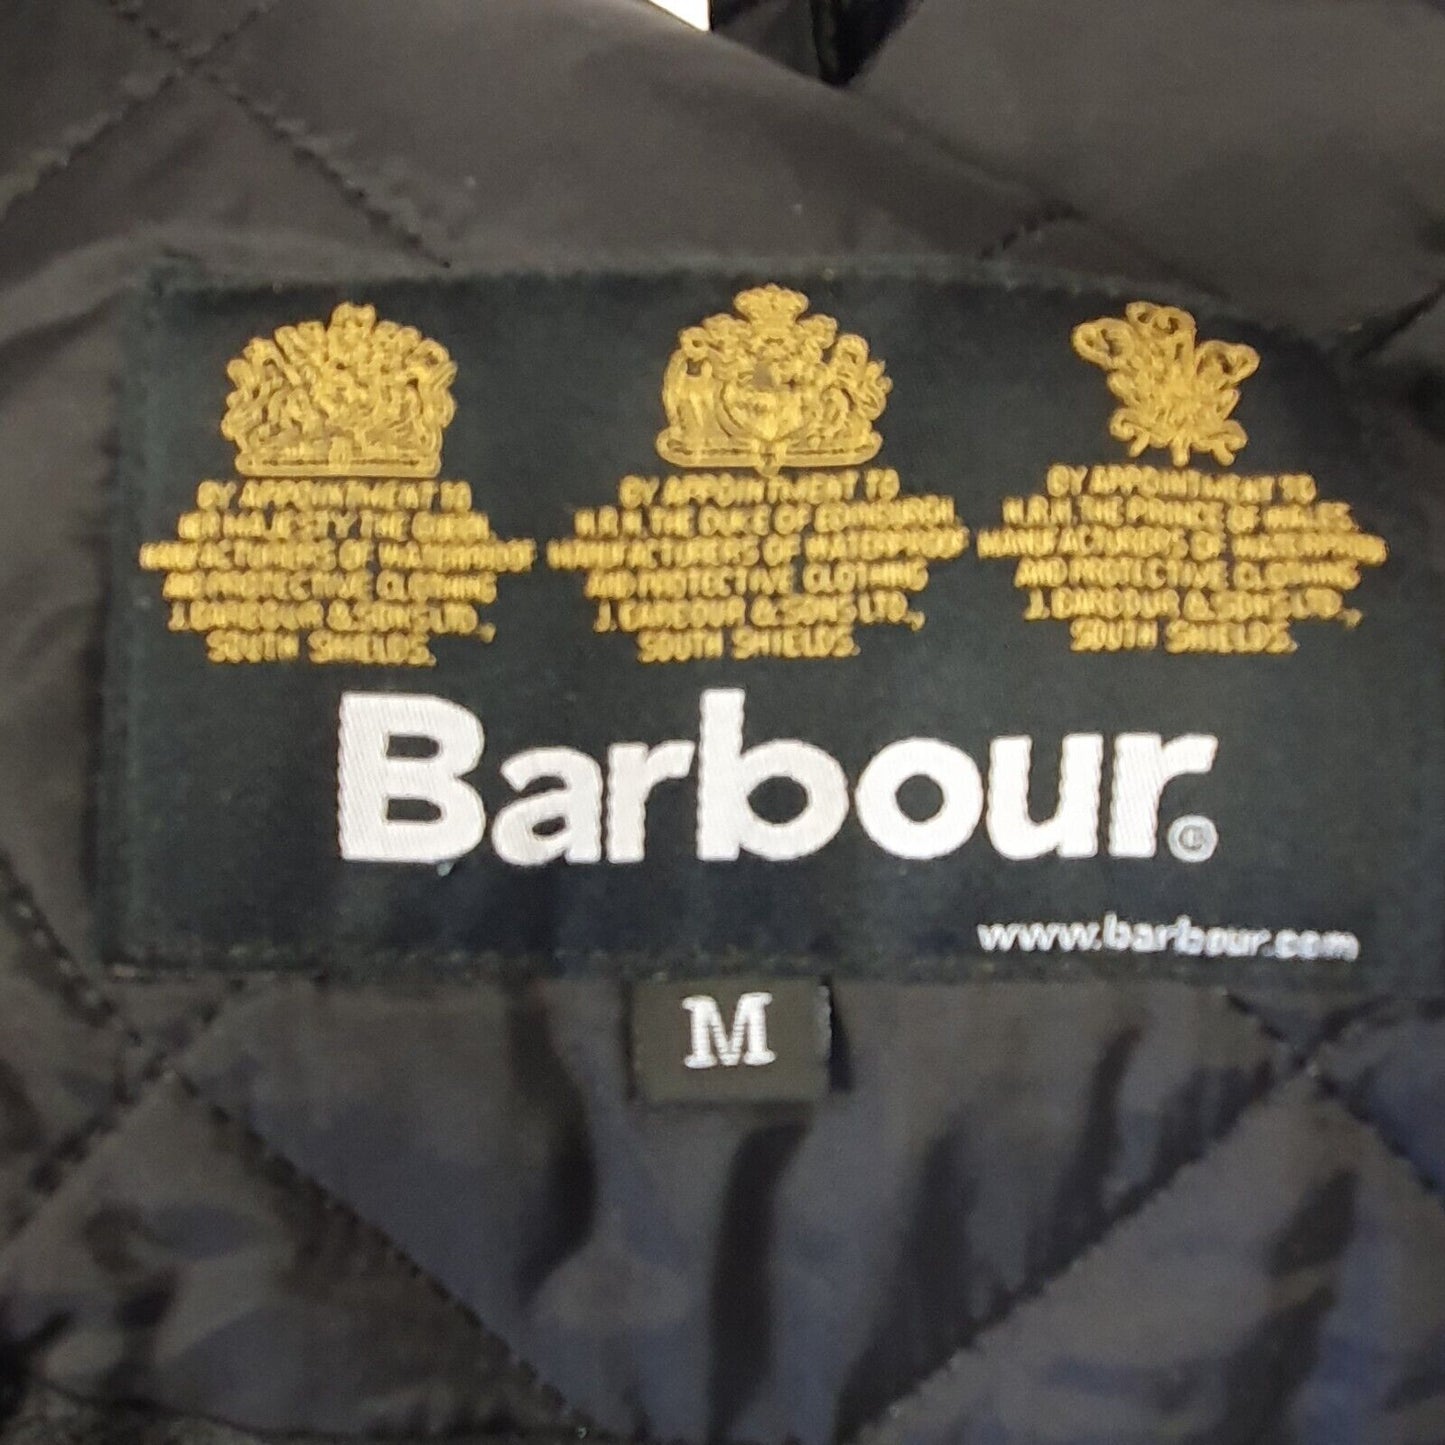 BY APPOINTMENT TO
HER MAJESTY THE QUEEN
MANUFACTURERS OF WATERPROOF
AND PROTECTIVE CLOTHING
J. BARBOUR & SONS LTD.,
SOUTH SHIELDS.
BY APPOINTMENT TO
H.R.H. THE DUKE OF EDINBURGH
MANUFACTURERS OF WATERPROOF
AND PROTECTIVE CLOTHING
J. BARBOUR & SONS LTD.,
SOUTH SHIELDS.
BY APPOINTMENT TO
H.R.H. THE PRINCE OF WALES
MANUFACTURERS OF WATERPROOF
AND PROTECTIVE CLOTHING
J. BARBOUR & SONS LTD.,
SOUTH SHIELDS.
Barbour®
www.barbour.com
M